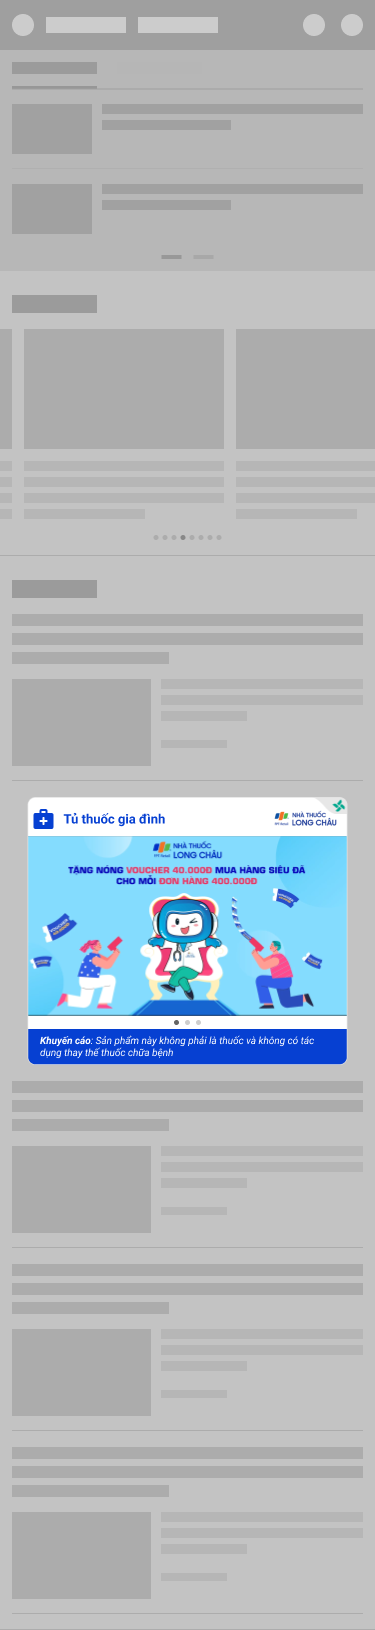 Tủ thuốc gia đình
FPT Retail
NHÀ THUỐC
LONG CHÂU
NHÀ THUỐC
LONG CHÂU
TẶNG NÓNG VOUCHER 40.000Đ MUA HÀNG SIÊU ĐÃ
CHO MỖI ĐƠN HÀNG 400.000Đ
Khuyến cáo: Sản phẩm này không phải là thuốc và không có tác
dụng thay thế thuốc chữa bệnh